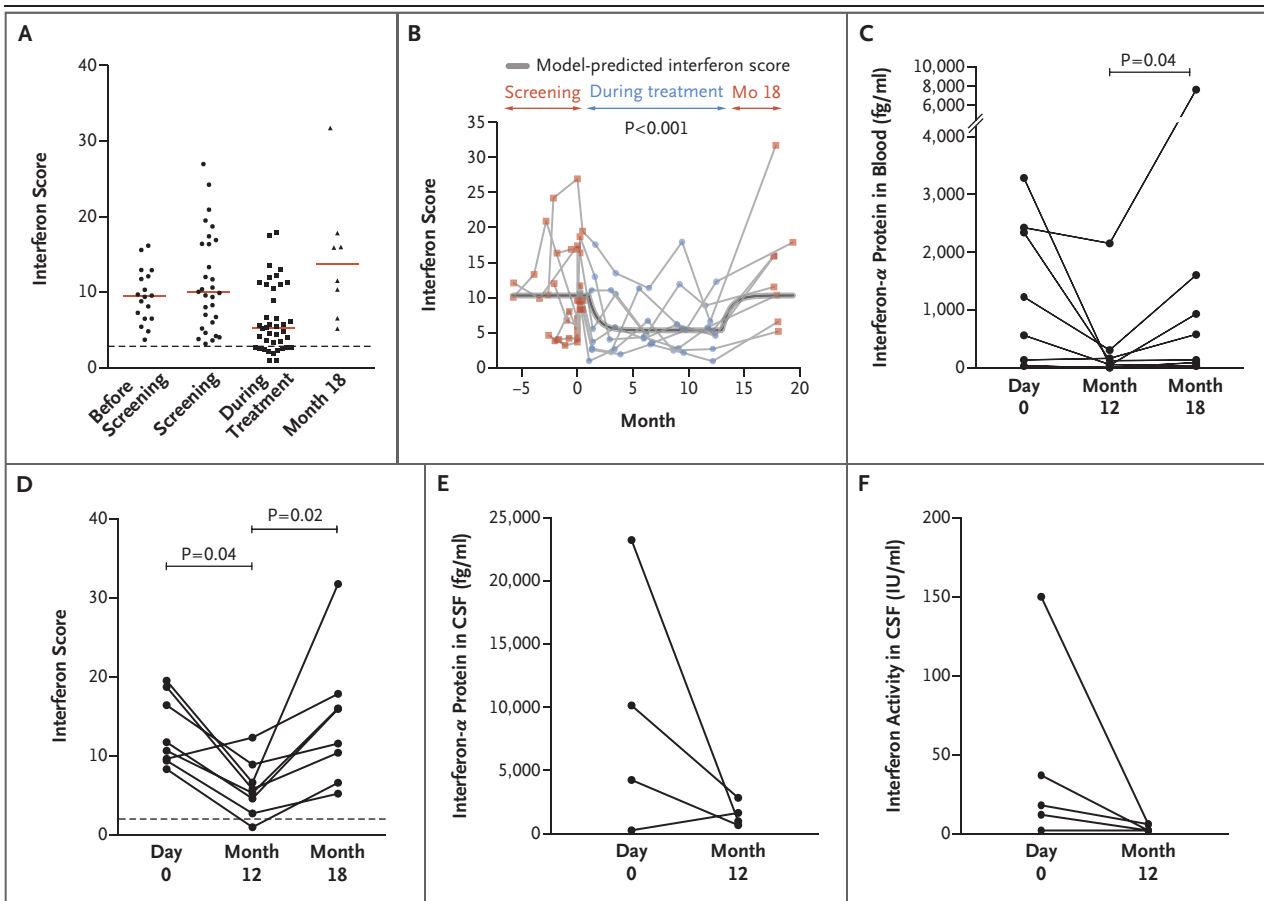 A
Interferon Score
40
30
20
10
0
Before Screening
Screening
During Treatment
Month 18
B
Model-predicted interferon score
Screening
During treatment
Mo 18
P<0.001
Interferon Score
35
30
25
20
15
10
5
0
−5
0
5
10
15
20
Month
C
P=0.04
Interferon-α Protein in Blood (fg/ml)
10,000
8,000
6,000
4,000
3,000
2,000
1,000
0
Day 0
Month 12
Month 18
D
P=0.02
P=0.04
Interferon Score
40
30
20
10
0
Day 0
Month 12
Month 18
E
Interferon-α Protein in CSF (fg/ml)
25,000
20,000
15,000
10,000
5,000
0
Day 0
Month 12
F
Interferon Activity in CSF (IU/ml)
200
150
100
50
0
Day 0
Month 12